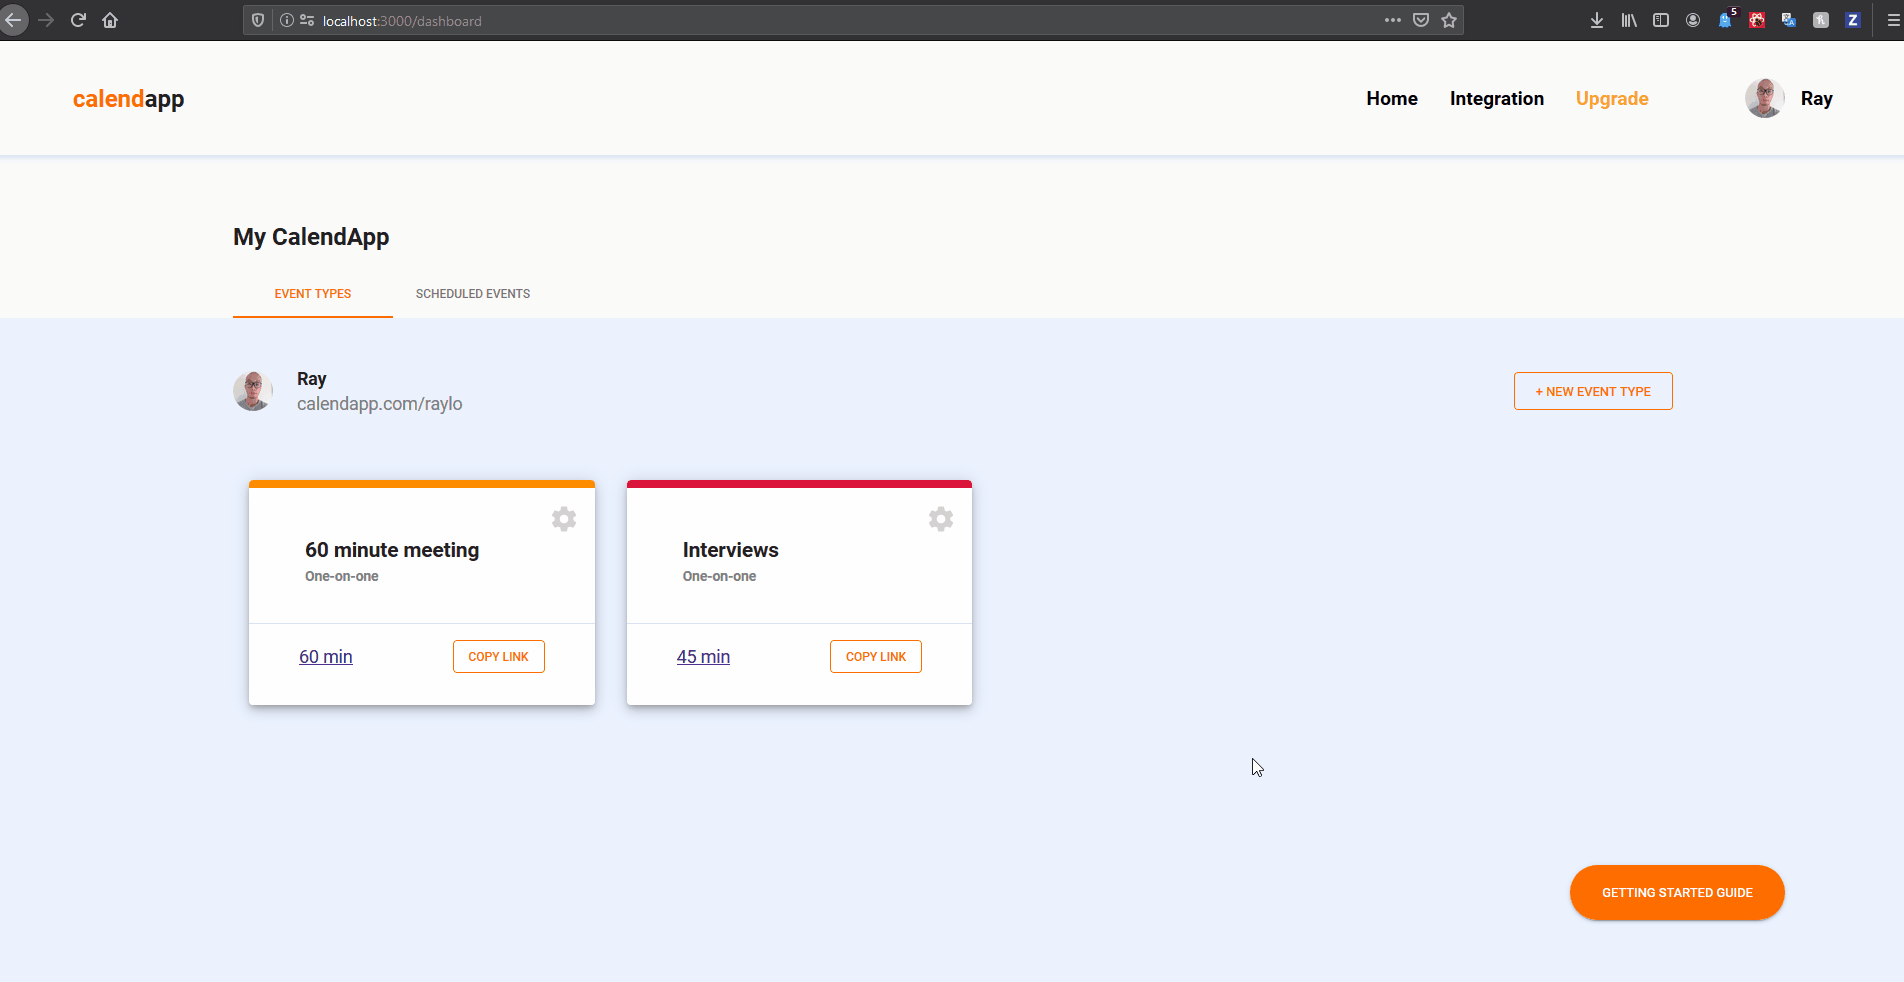 localhost:3000/dashboard
5
Z
calendapp
Home Integration Upgrade Ray
My CalendApp
EVENT TYPES SCHEDULED EVENTS
Ray
calendapp.com/raylo
+ NEW EVENT TYPE
60 minute meeting
One-on-one
60 min COPY LINK
Interviews
One-on-one
45 min COPY LINK
GETTING STARTED GUIDE